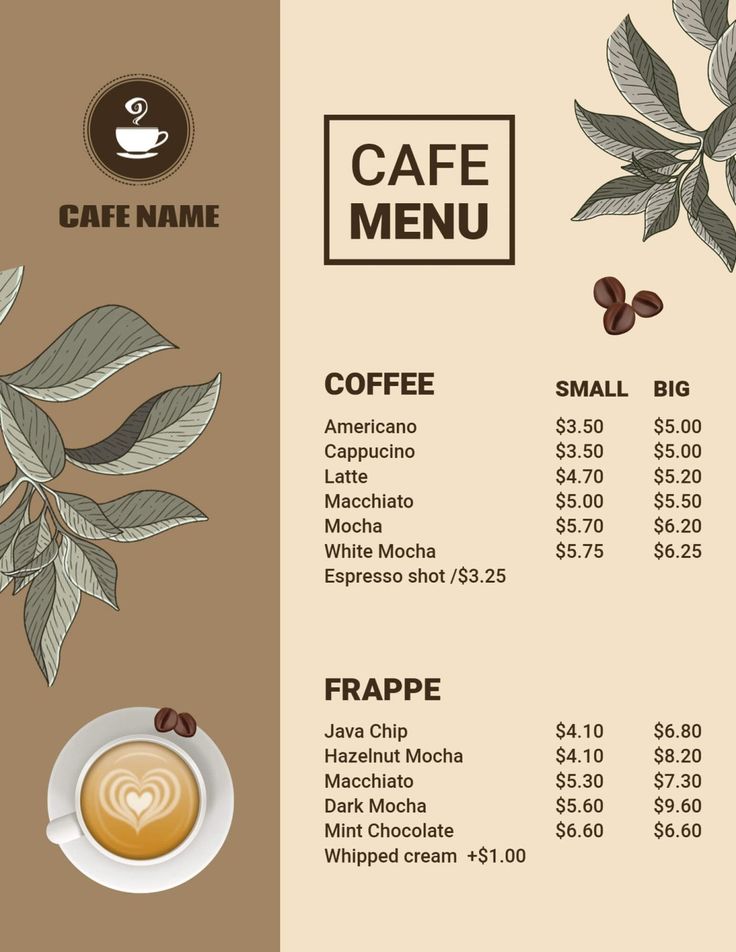 CAFE NAME
CAFE
MENU
COFFEE SMALL BIG
Americano $3.50 $5.00
Cappucino $3.50 $5.00
Latte $4.70 $5.20
Macchiato $5.00 $5.50
Mocha $5.70 $6.20
White Mocha $5.75 $6.25
Espresso shot /$3.25
FRAPPE
Java Chip $4.10 $6.80
Hazelnut Mocha $4.10 $8.20
Macchiato $5.30 $7.30
Dark Mocha $5.60 $9.60
Mint Chocolate $6.60 $6.60
Whipped cream +$1.00